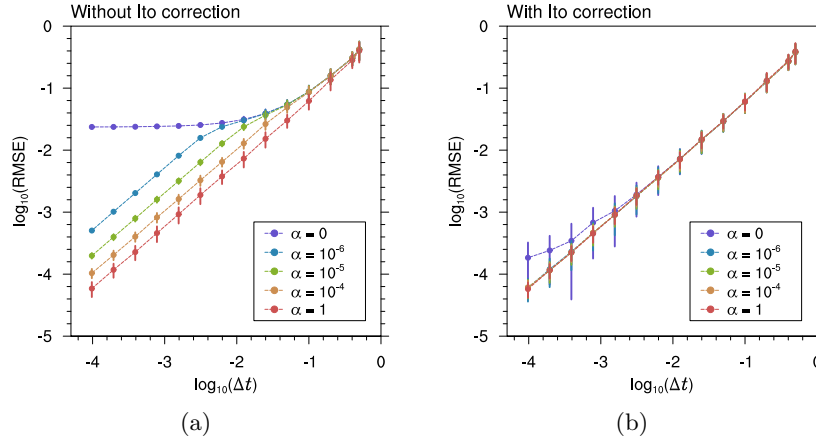 Without Ito correction
0
-1
-2
-3
-4
-5
log₁₀(RMSE)
-4
-3
-2
-1
0
log₁₀(Δt)
α = 0
α = 10⁻⁶
α = 10⁻⁵
α = 10⁻⁴
α = 1
(a)
With Ito correction
0
-1
-2
-3
-4
-5
log₁₀(RMSE)
-4
-3
-2
-1
0
log₁₀(Δt)
α = 0
α = 10⁻⁶
α = 10⁻⁵
α = 10⁻⁴
α = 1
(b)